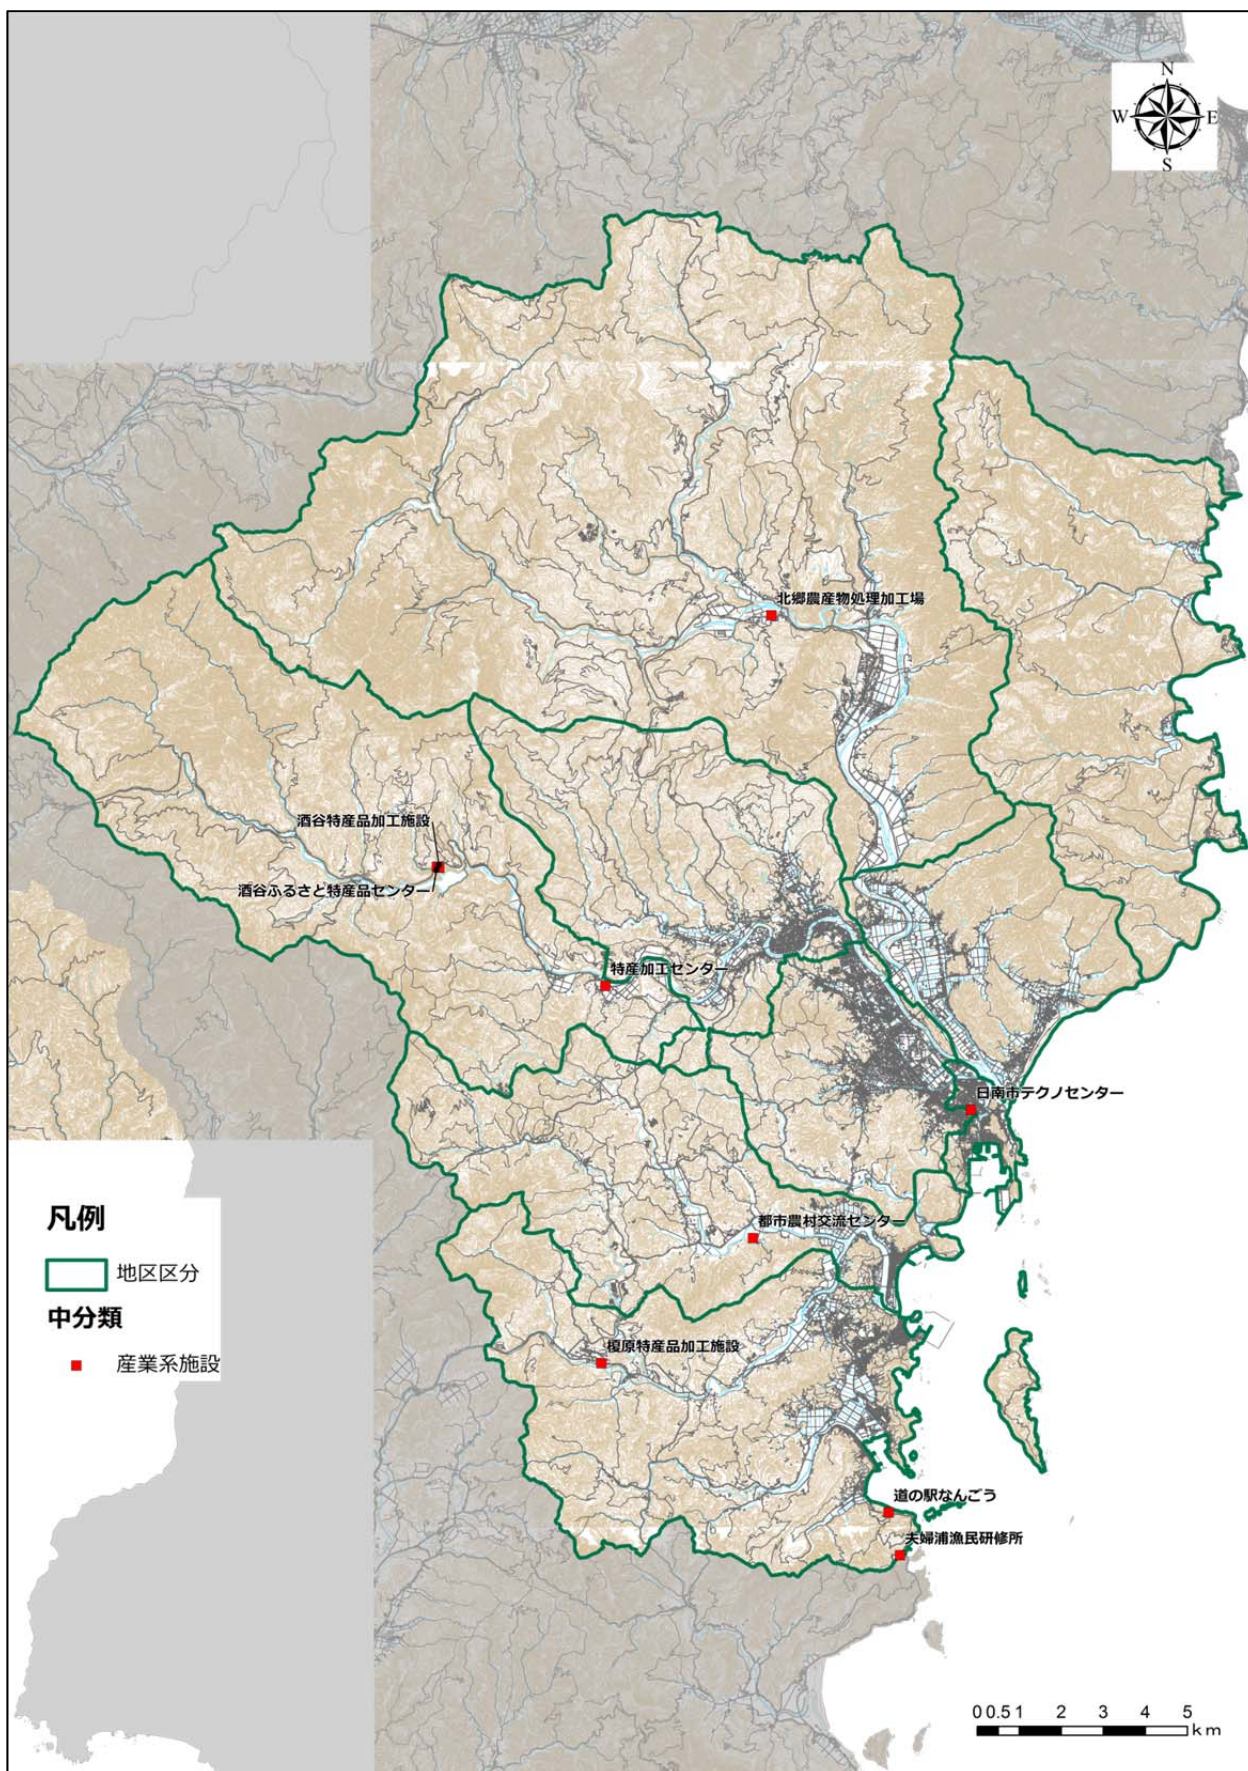 N
W
E
S
北郷農産物処理加工場
酒谷特産品加工施設
酒谷ふるさと特産品センター
特産加工センター
日南市テクノセンター
都市農村交流センター
榎原特産品加工施設
道の駅なんごう
夫婦浦漁民研修所
凡例
地区区分
中分類
産業系施設
0 0.5 1 2 3 4 5
km